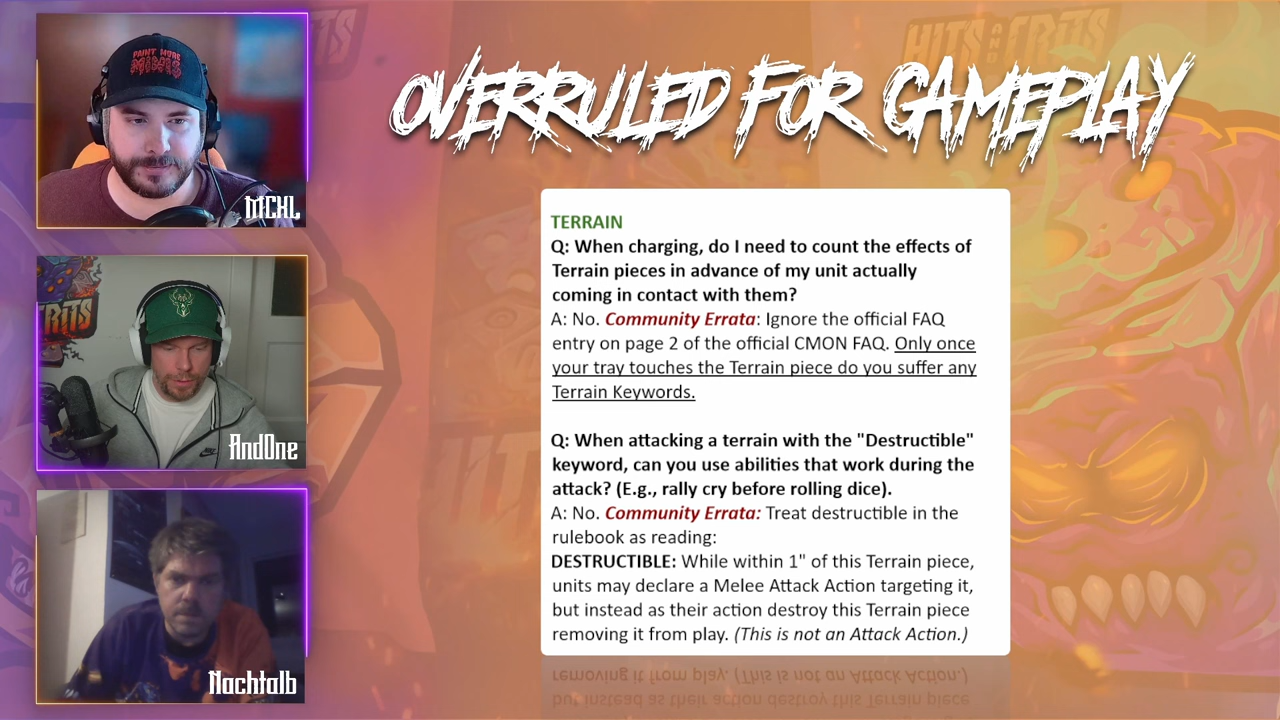 PAINT MORE
MINIS
MCXL
CRITS
AndOne
Nachtalb
HITS & CRITS
OVERRULED FOR GAMEPLAY
TERRAIN
Q: When charging, do I need to count the effects of
Terrain pieces in advance of my unit actually
coming in contact with them?
A: No. Community Errata: Ignore the official FAQ
entry on page 2 of the official CMON FAQ. Only once
your tray touches the Terrain piece do you suffer any
Terrain Keywords.
Q: When attacking a terrain with the "Destructible"
keyword, can you use abilities that work during the
attack? (E.g., rally cry before rolling dice).
A: No. Community Errata: Treat destructible in the
rulebook as reading:
DESTRUCTIBLE: While within 1" of this Terrain piece,
units may declare a Melee Attack Action targeting it,
but instead as their action destroy this Terrain piece
removing it from play. (This is not an Attack Action.)